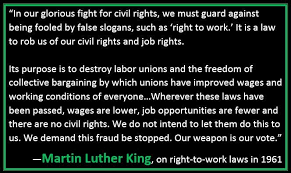 “In our glorious fight for civil rights, we must guard against
being fooled by false slogans, such as ‘right to work.’ It is a law
to rob us of our civil rights and job rights.
Its purpose is to destroy labor unions and the freedom of
collective bargaining by which unions have improved wages and
working conditions of everyone...Wherever these laws have
been passed, wages are lower, job opportunities are fewer and
there are no civil rights. We do not intend to let them do this to
us. We demand this fraud be stopped. Our weapon is our vote.”
—Martin Luther King, on right-to-work laws in 1961